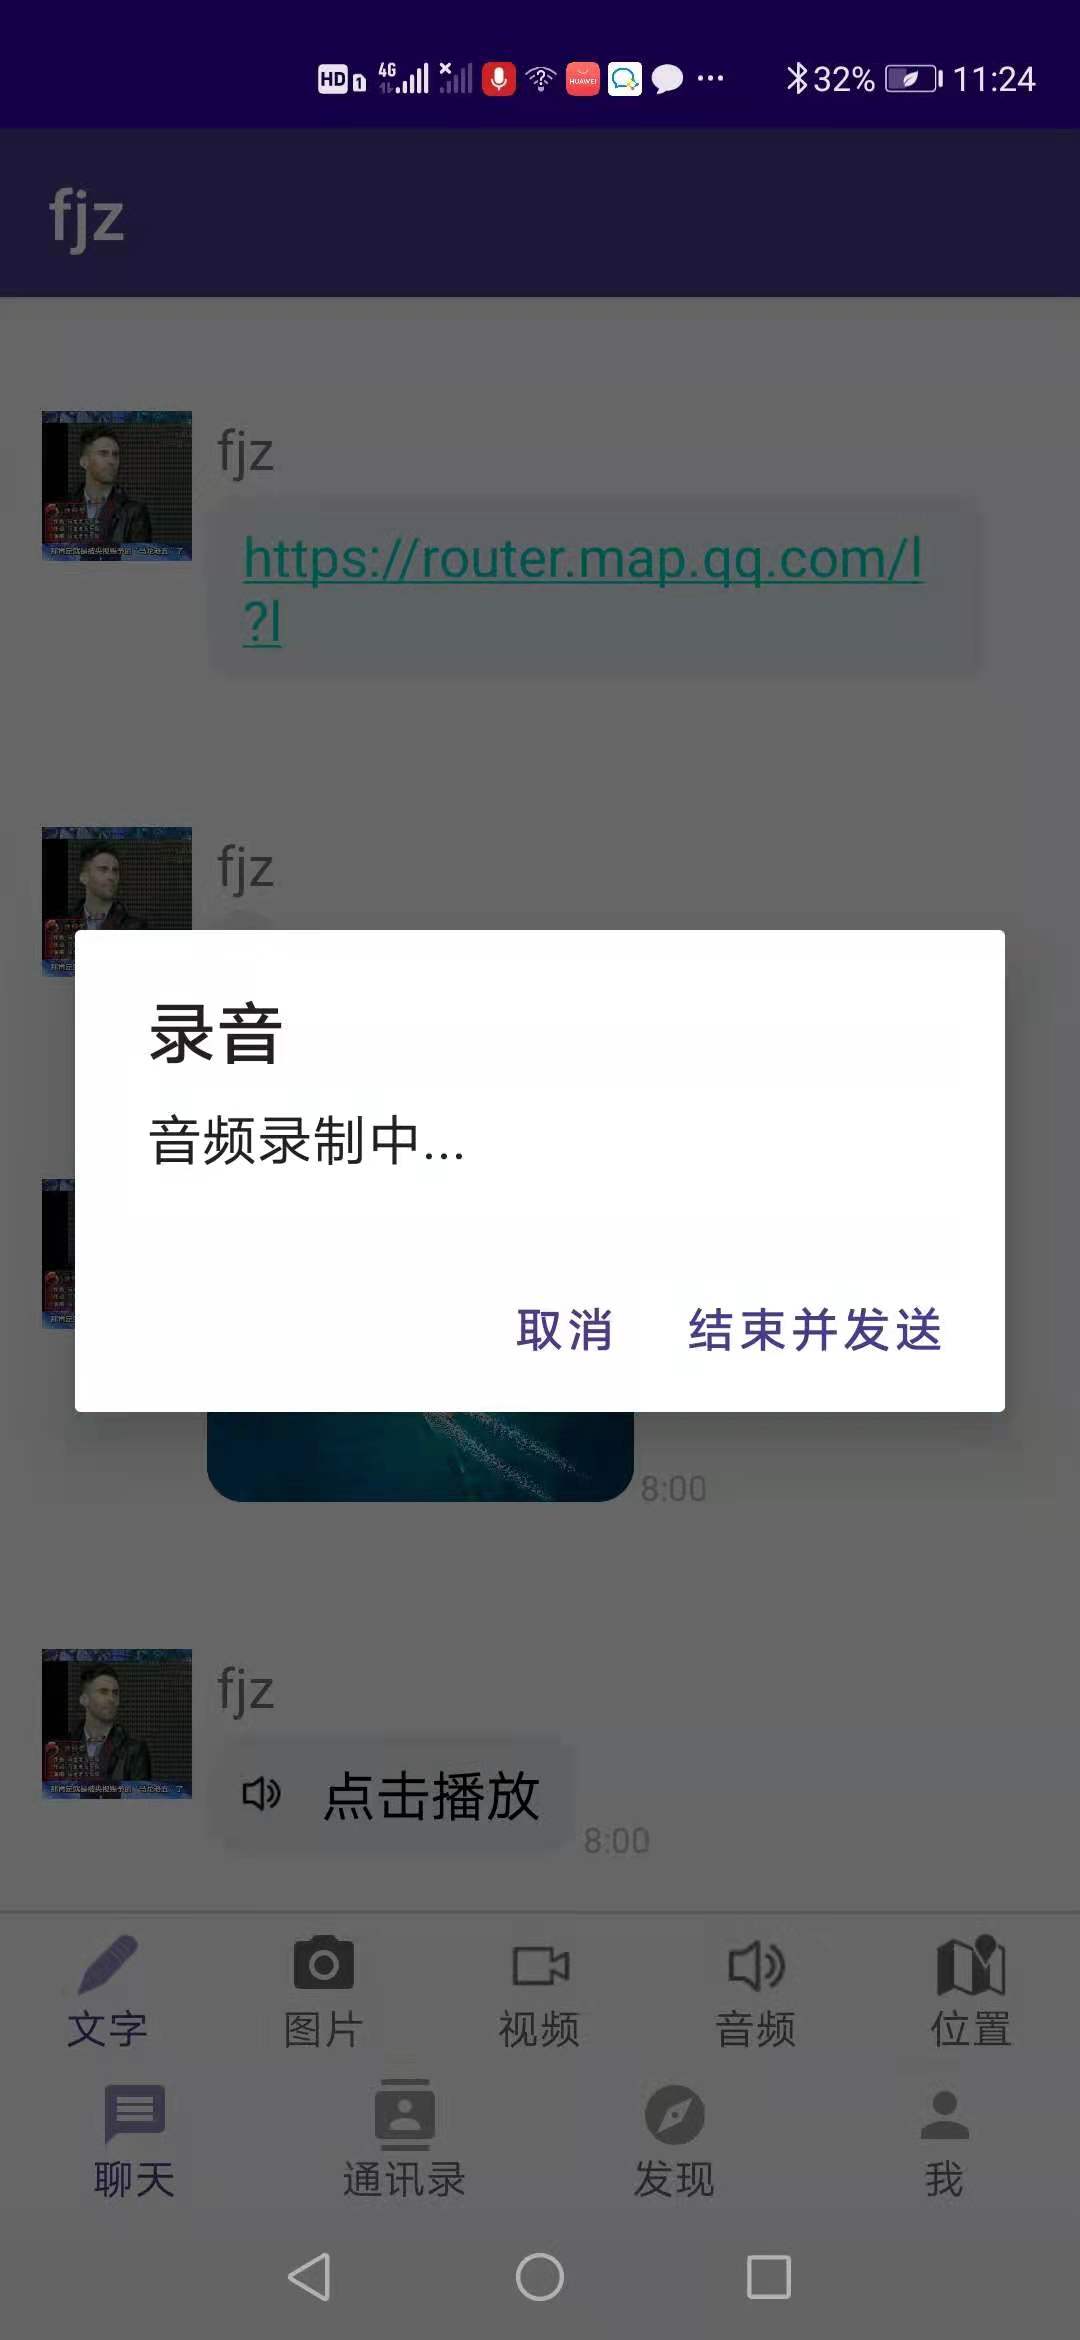 HD 1 4G HUAWEI 32% 11:24
fjz
fjz
https://router.map.qq.com/l
?l
fjz
录音
音频录制中...
取消 结束并发送
8:00
fjz
点击播放
8:00
文字 图片 视频 音频 位置
聊天 通讯录 发现 我